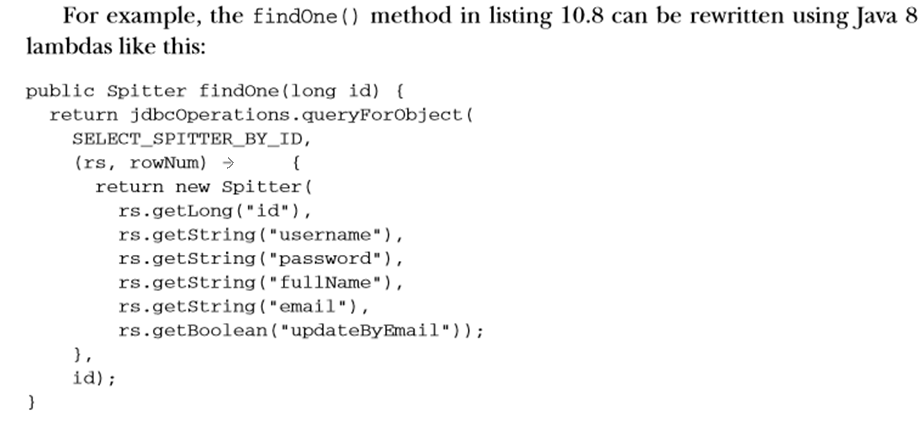 For example, the findOne() method in listing 10.8 can be rewritten using Java 8
lambdas like this:
public Spitter findOne(long id) {
return jdbcOperations.queryForObject(
SELECT_SPITTER_BY_ID,
(rs, rowNum) → {
return new Spitter(
rs.getLong("id"),
rs.getString("username"),
rs.getString("password"),
rs.getString("fullName"),
rs.getString("email"),
rs.getBoolean("updateByEmail"));
},
id);
}